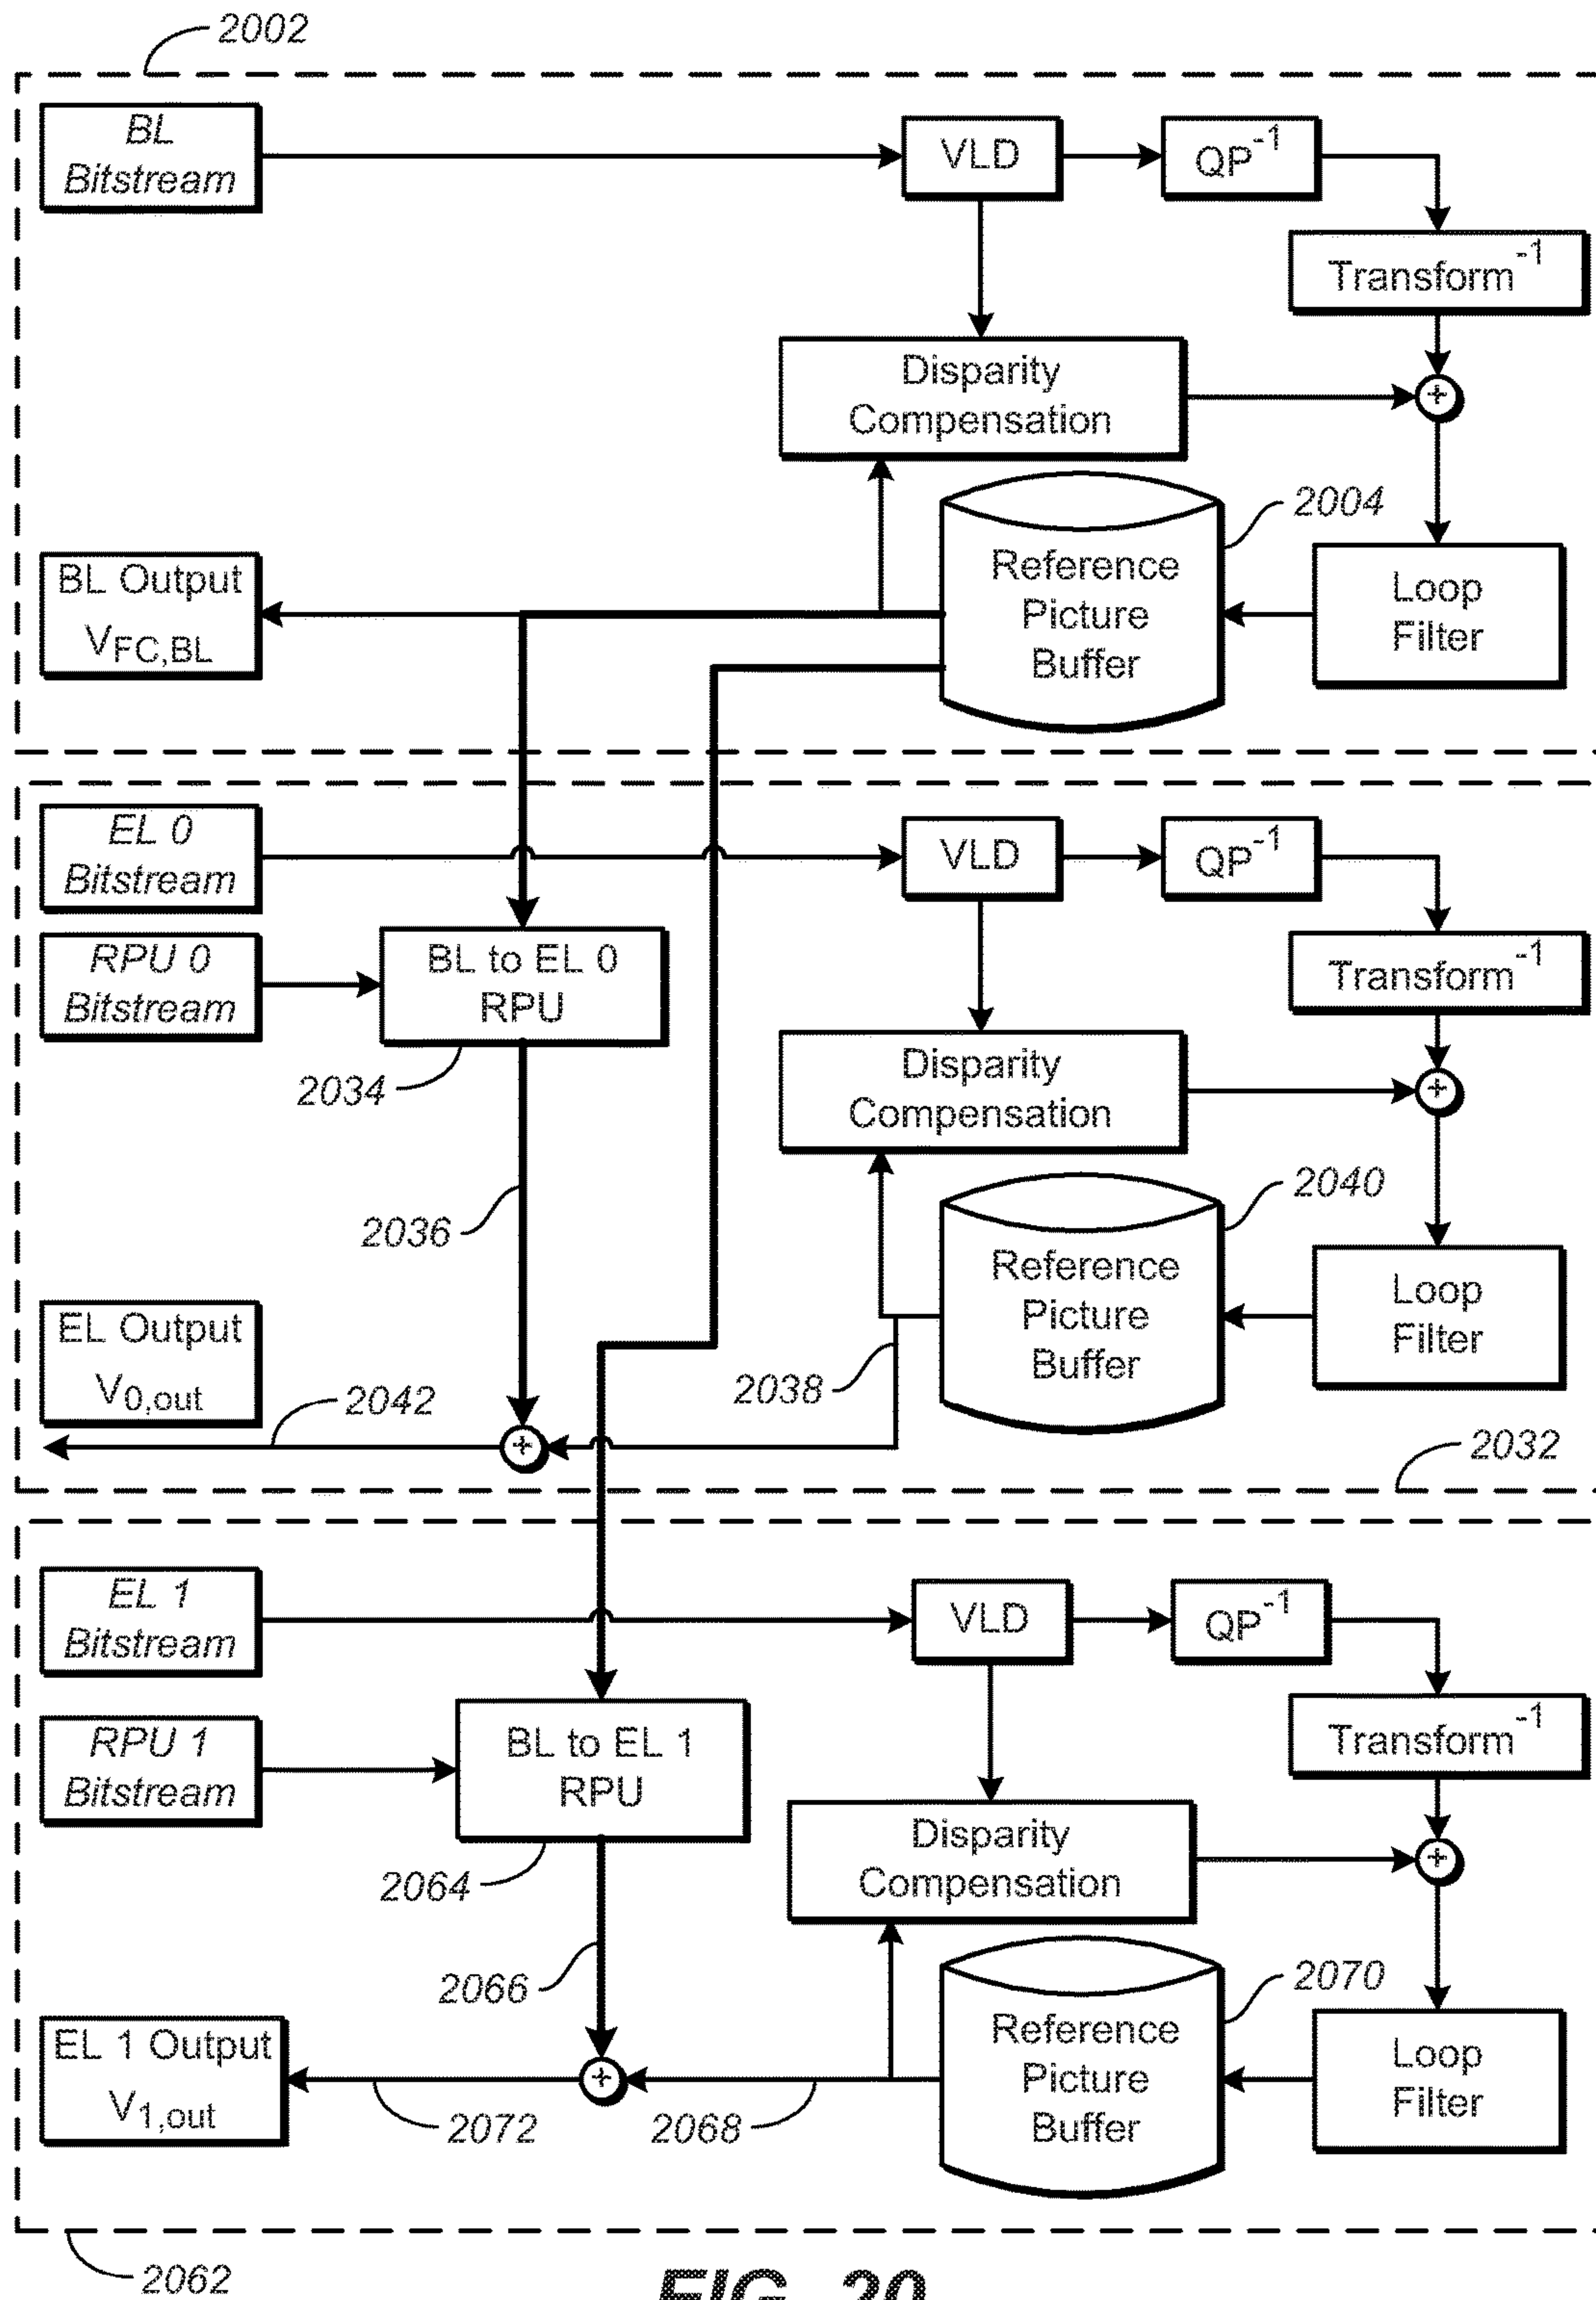 2002
BL
Bitstream
VLD
QP-1
Transform-1
Disparity
Compensation
+
2004
Reference
Picture
Buffer
Loop
Filter
BL Output
VFC,BL
EL 0
Bitstream
VLD
QP-1
RPU 0
Bitstream
BL to EL 0
RPU
Transform-1
2034
Disparity
Compensation
+
2036
2040
Reference
Picture
Buffer
Loop
Filter
EL Output
V0,out
2042
2038
+
2032
EL 1
Bitstream
VLD
QP-1
RPU 1
Bitstream
BL to EL 1
RPU
Transform-1
2064
Disparity
Compensation
+
2066
2070
Reference
Picture
Buffer
Loop
Filter
EL 1 Output
V1,out
+
2072
2068
2062
FIG. 20